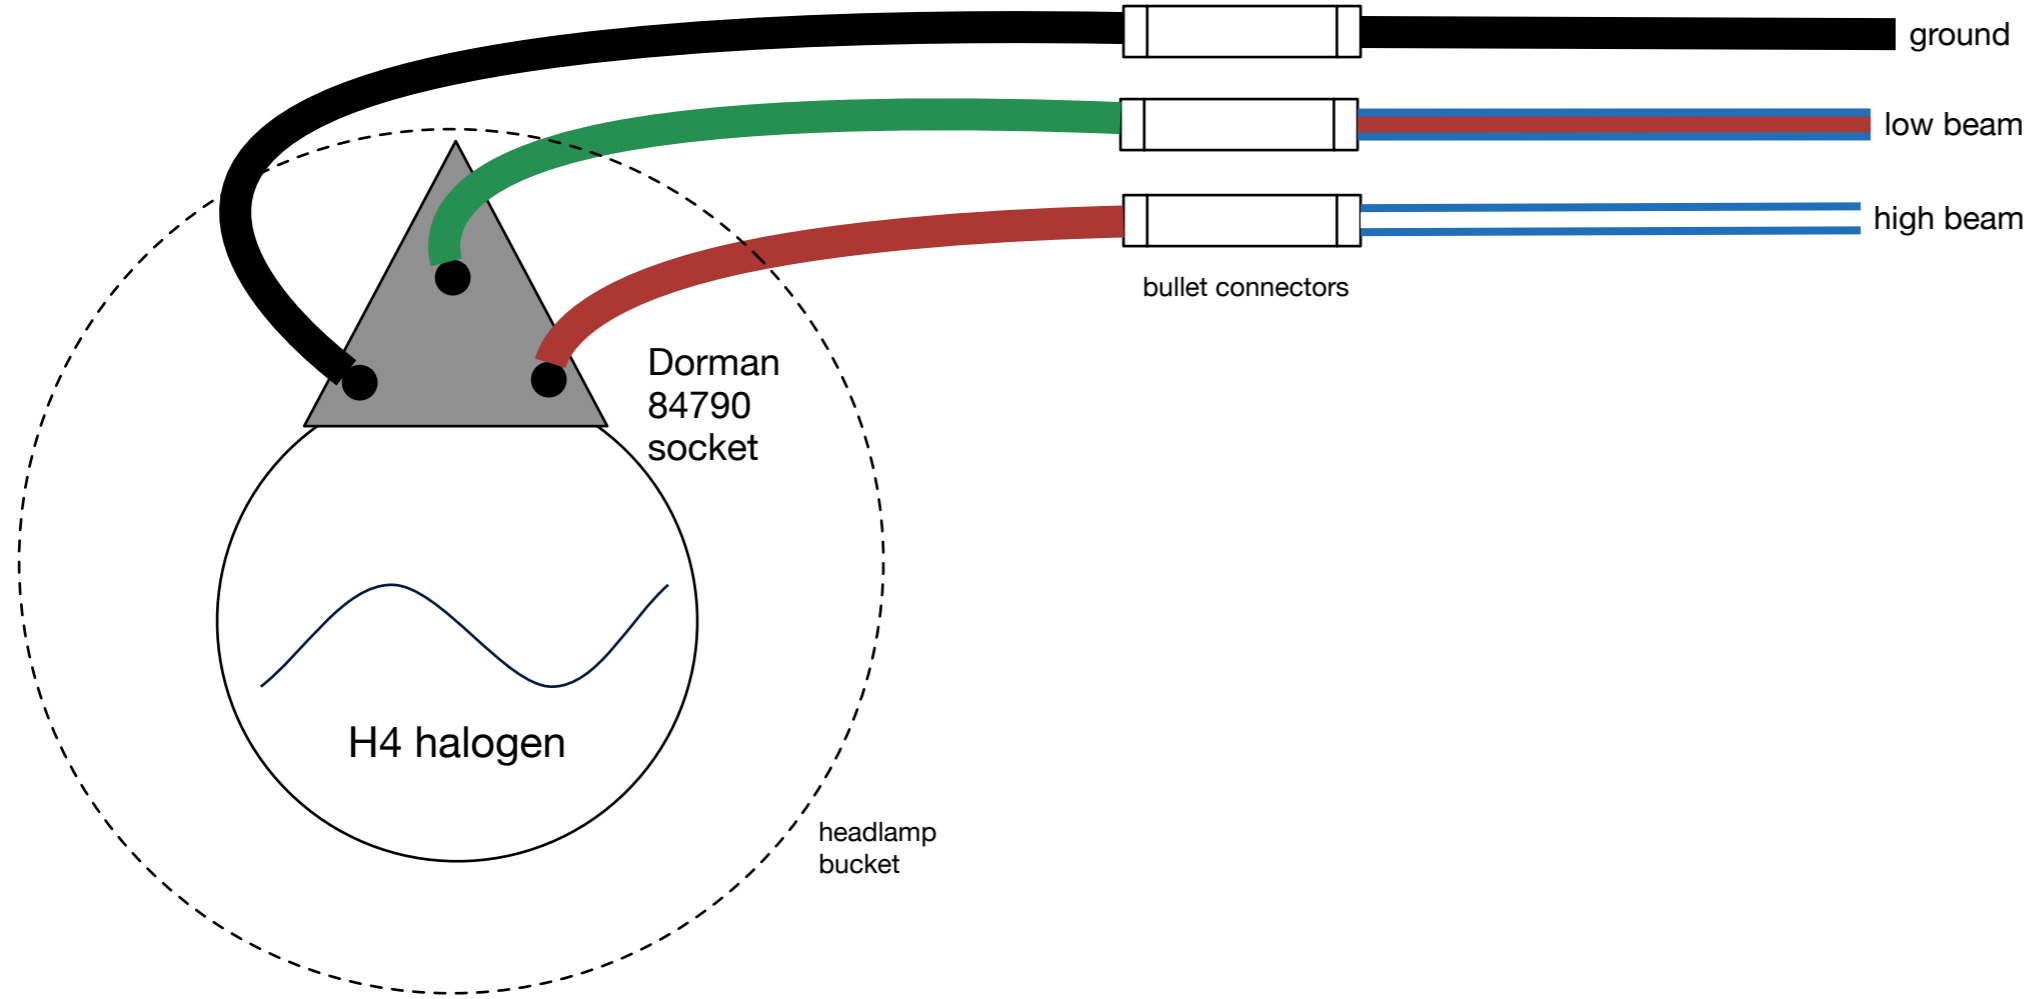 ground
low beam
high beam
bullet connectors
Dorman
84790
socket
H4 halogen
headlamp
bucket